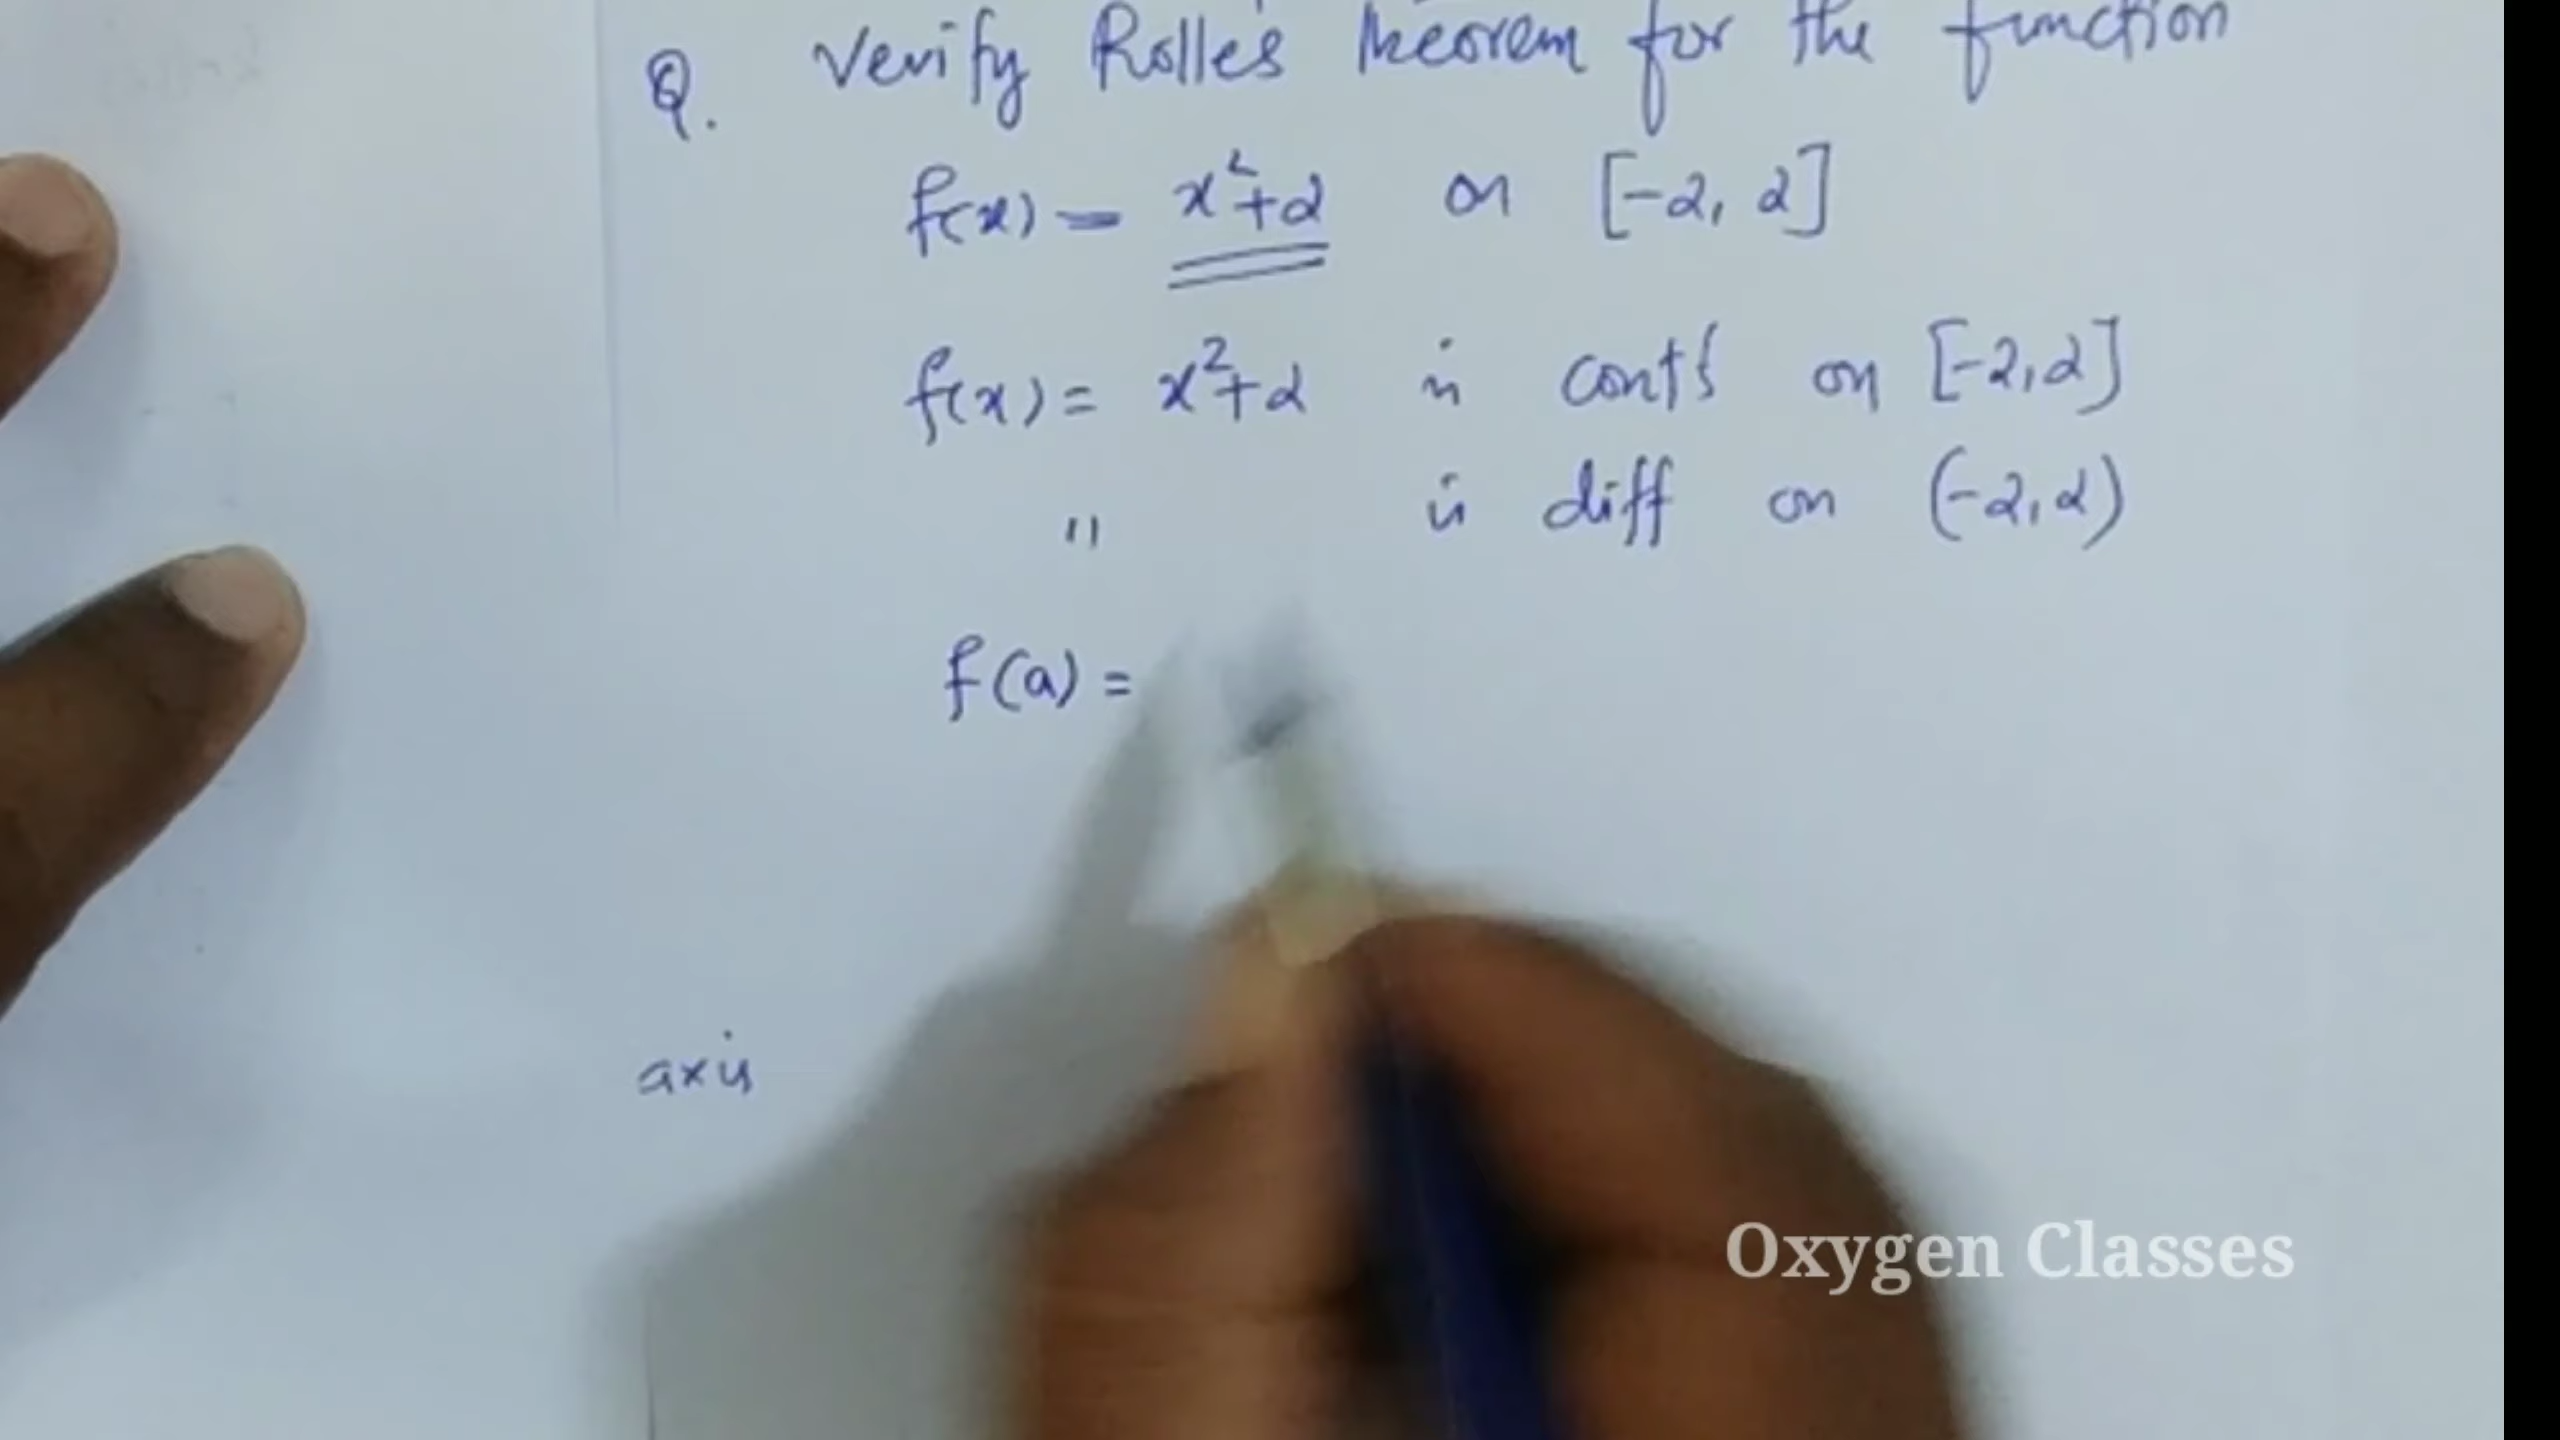 Q. Verify Rolle's theorem for the function
f(x) = x²+2 on [-2, 2]
f(x) = x²+2 is conts on [-2,2]
" is diff on (-2,2)
f(a) =
axis
Oxygen Classes